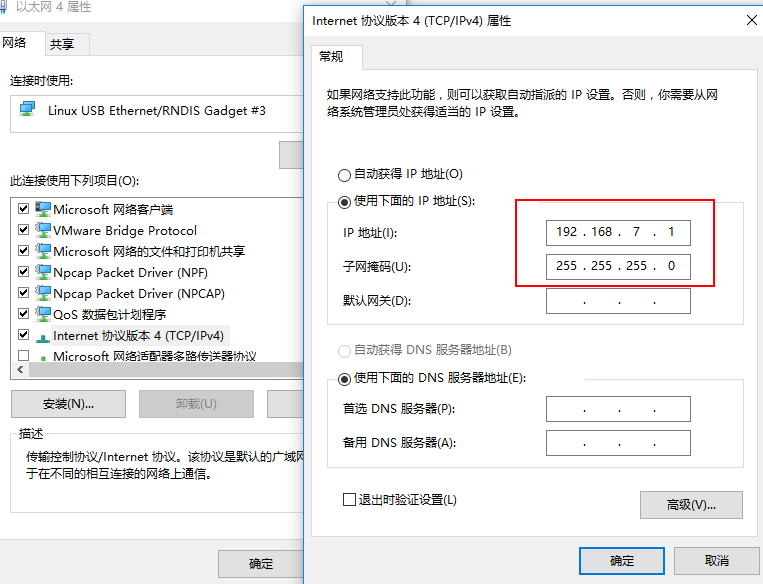 以太网 4 属性
网络
共享
连接时使用:
Linux USB Ethernet/RNDIS Gadget #3
此连接使用下列项目(O):
Microsoft 网络客户端
VMware Bridge Protocol
Microsoft 网络的文件和打印机共享
Npcap Packet Driver (NPF)
Npcap Packet Driver (NPCAP)
QoS 数据包计划程序
Internet 协议版本 4 (TCP/IPv4)
Microsoft 网络适配器多路传送器协议
安装(N)...
卸载(U)
描述
传输控制协议/Internet 协议。该协议是默认的广域网
于在不同的相互连接的网络上通信。
确定
Internet 协议版本 4 (TCP/IPv4) 属性
常规
如果网络支持此功能，则可以获取自动指派的 IP 设置。否则，你需要从网
络系统管理员处获得适当的 IP 设置。
自动获得 IP 地址(O)
使用下面的 IP 地址(S):
IP 地址(I):
192 . 168 . 7 . 1
子网掩码(U):
255 . 255 . 255 . 0
默认网关(D):
. . .
自动获得 DNS 服务器地址(B)
使用下面的 DNS 服务器地址(E):
首选 DNS 服务器(P):
. . .
备用 DNS 服务器(A):
. . .
退出时验证设置(L)
高级(V)...
确定
取消